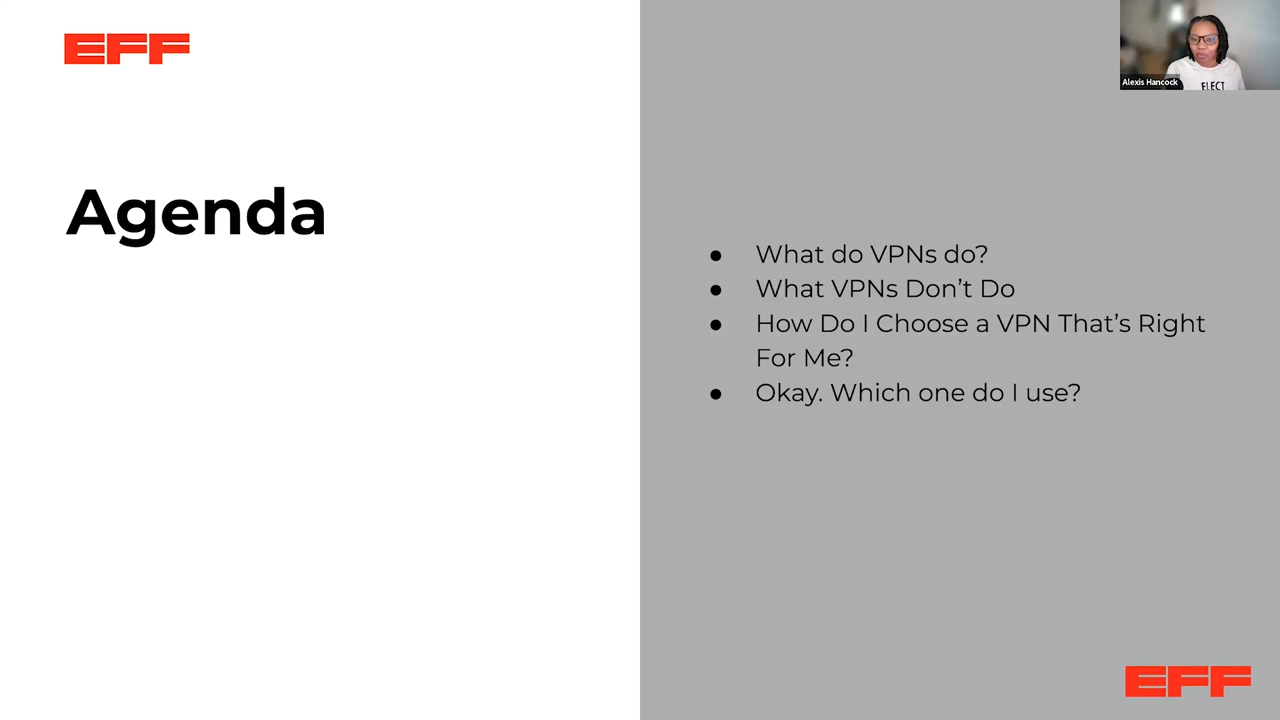 EFF
Alexis Hancock
ELECT
Agenda
● What do VPNs do?
● What VPNs Don’t Do
● How Do I Choose a VPN That’s Right
For Me?
● Okay. Which one do I use?
EFF